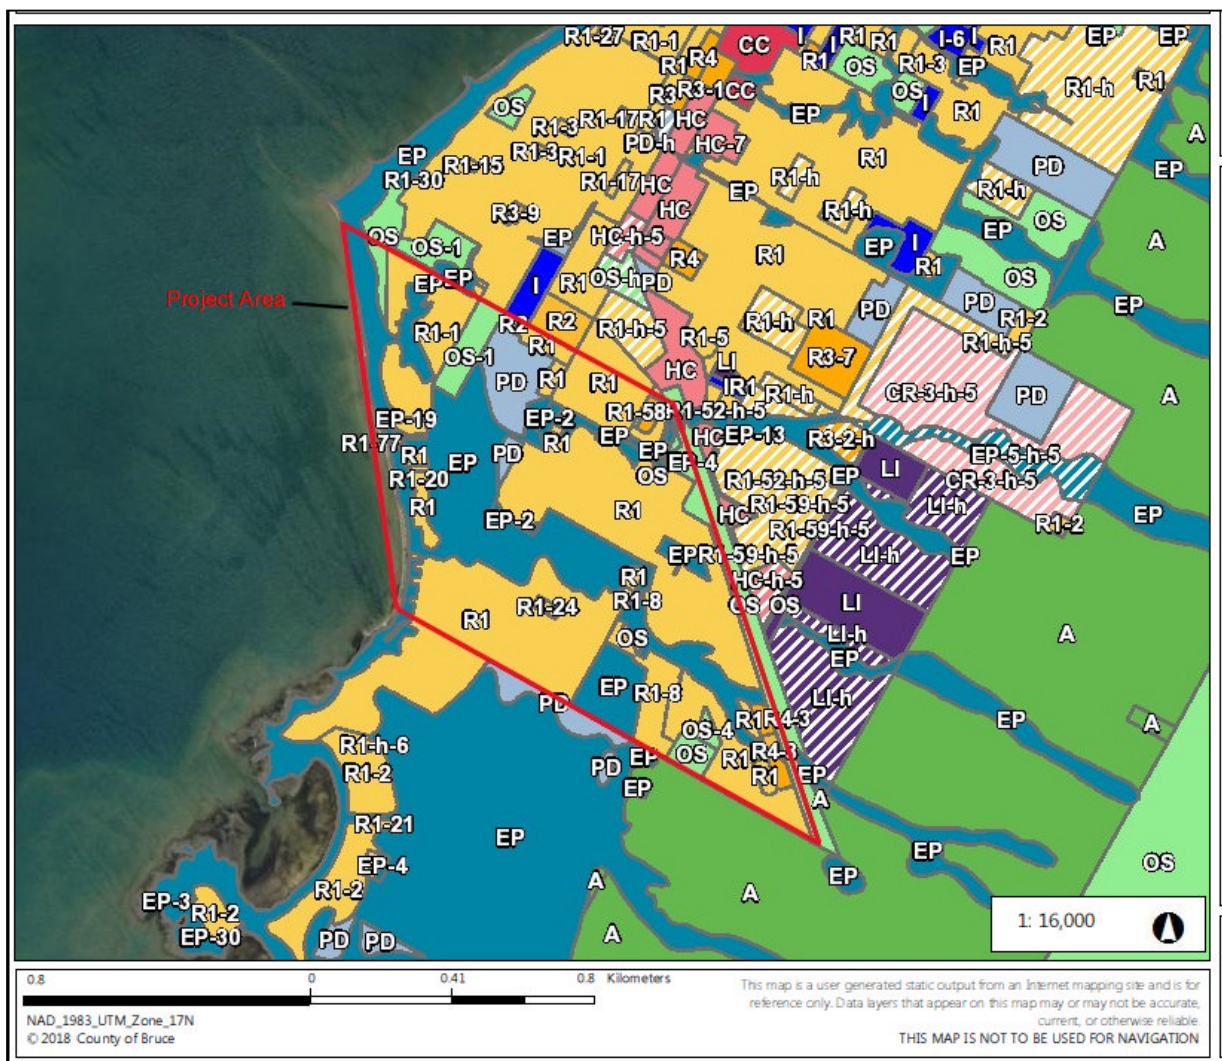 R1-27 R1-1 CC I R1 R1 I-6 I R1 EP EP
R1 R4 I R1 OS R1-3 EP R1-h R1
R3 R3-1 CC OS I R1
OS R1-3 R1-17 R1 HC EP A
EP R1-15 R1-3 R1-1 PD-h HC-7 R1 PD EP
R1-30 R1-17 HC EP R1-h R1-h
R3-9 HC R1-h OS
OS OS-1 EP HC-h-5 R4 R1 EP I EP OS A
EP EP I R1 OS-h PD R1 PD EP
Project Area
R1-1 R2 R2 R1-h-5 R1-5 R1-h R1 PD R1-2
OS-1 R1 LI R3-7 R1-h-5
PD R1 R1 HC IR1 R1-h CR-3-h-5 PD A
EP-19 EP-2 R1-58 R1-52-h-5
R1-77 R1 EP HC EP-13 R3-2-h
R1 EP PD EP EP-4 LI EP-5-h-5
R1-20 OS R1-52-h-5 EP CR-3-h-5
R1 EP-2 R1 HC R1-59-h-5 LI-h R1-2 EP
R1-59-h-5
EP R1-59-h-5 LI-h EP
R1 HC-h-5
R1 R1-24 R1-8 OS OS LI
OS LI-h A
EP
EP R1-8 LI-h
PD OS-4 R1 R4-3 EP A
R1-h-6 OS R1 R4-3
R1-2 PD EP EP R1 EP
EP A
R1-21
EP EP
EP-4 OS
R1-2 A A EP
EP-3 R1-2
EP-30 PD PD A
1: 16,000
0.8 0 0.41 0.8 Kilometers
NAD_1983_UTM_Zone_17N
© 2018 County of Bruce
This map is a user generated static output from an Internet mapping site and is for
reference only. Data layers that appear on this map may or may not be accurate,
current, or otherwise reliable.
THIS MAP IS NOT TO BE USED FOR NAVIGATION